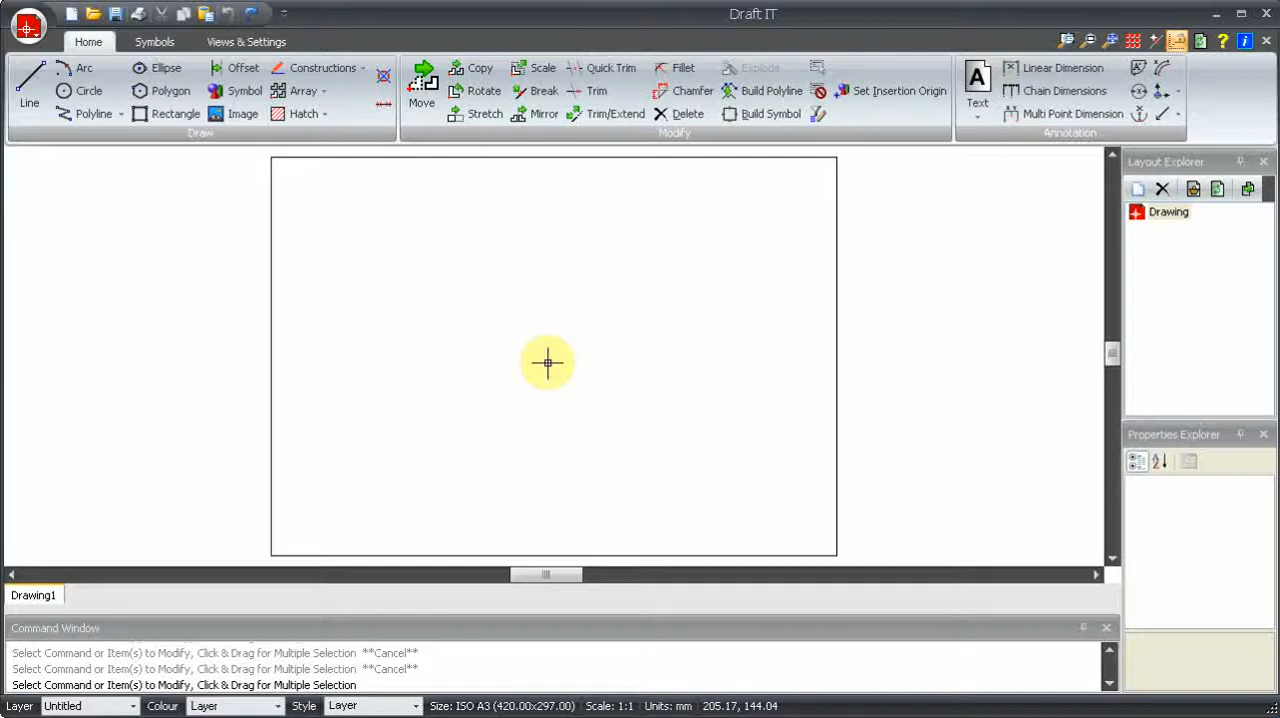 Draft IT
Home Symbols Views & Settings
Line
Arc
Circle
Polyline
Ellipse
Polygon
Rectangle
Offset
Symbol
Image
Constructions
Array
Hatch
Draw
Move
Copy
Rotate
Stretch
Scale
Break
Mirror
Quick Trim
Trim
Trim/Extend
Fillet
Chamfer
Delete
Explode
Build Polyline
Build Symbol
Set Insertion Origin
Modify
A
Text
Linear Dimension
Chain Dimensions
Multi Point Dimension
Annotation
Layout Explorer
Drawing
Properties Explorer
Drawing1
Command Window
Select Command or Item(s) to Modify, Click & Drag for Multiple Selection **Cancel**
Select Command or Item(s) to Modify, Click & Drag for Multiple Selection **Cancel**
Select Command or Item(s) to Modify, Click & Drag for Multiple Selection
Layer Untitled Colour Layer Style Layer Size: ISO A3 (420.00x297.00) Scale: 1:1 Units: mm 205.17, 144.04